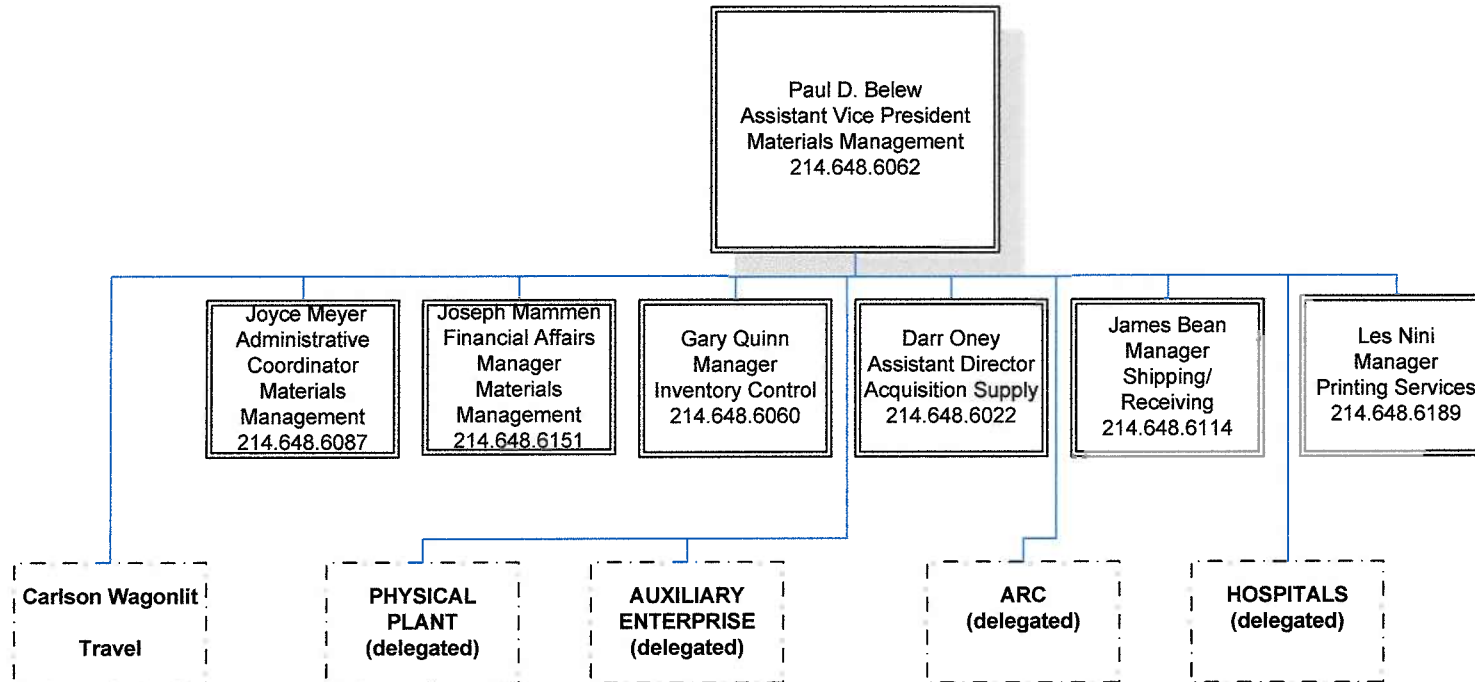 Paul D. Belew
Assistant Vice President
Materials Management
214.648.6062
Joyce Meyer
Administrative
Coordinator
Materials
Management
214.648.6087
Joseph Mammen
Financial Affairs
Manager
Materials
Management
214.648.6151
Gary Quinn
Manager
Inventory Control
214.648.6060
Darr Oney
Assistant Director
Acquisition Supply
214.648.6022
James Bean
Manager
Shipping/
Receiving
214.648.6114
Les Nini
Manager
Printing Services
214.648.6189
Carlson Wagonlit
Travel
PHYSICAL
PLANT
(delegated)
AUXILIARY
ENTERPRISE
(delegated)
ARC
(delegated)
HOSPITALS
(delegated)